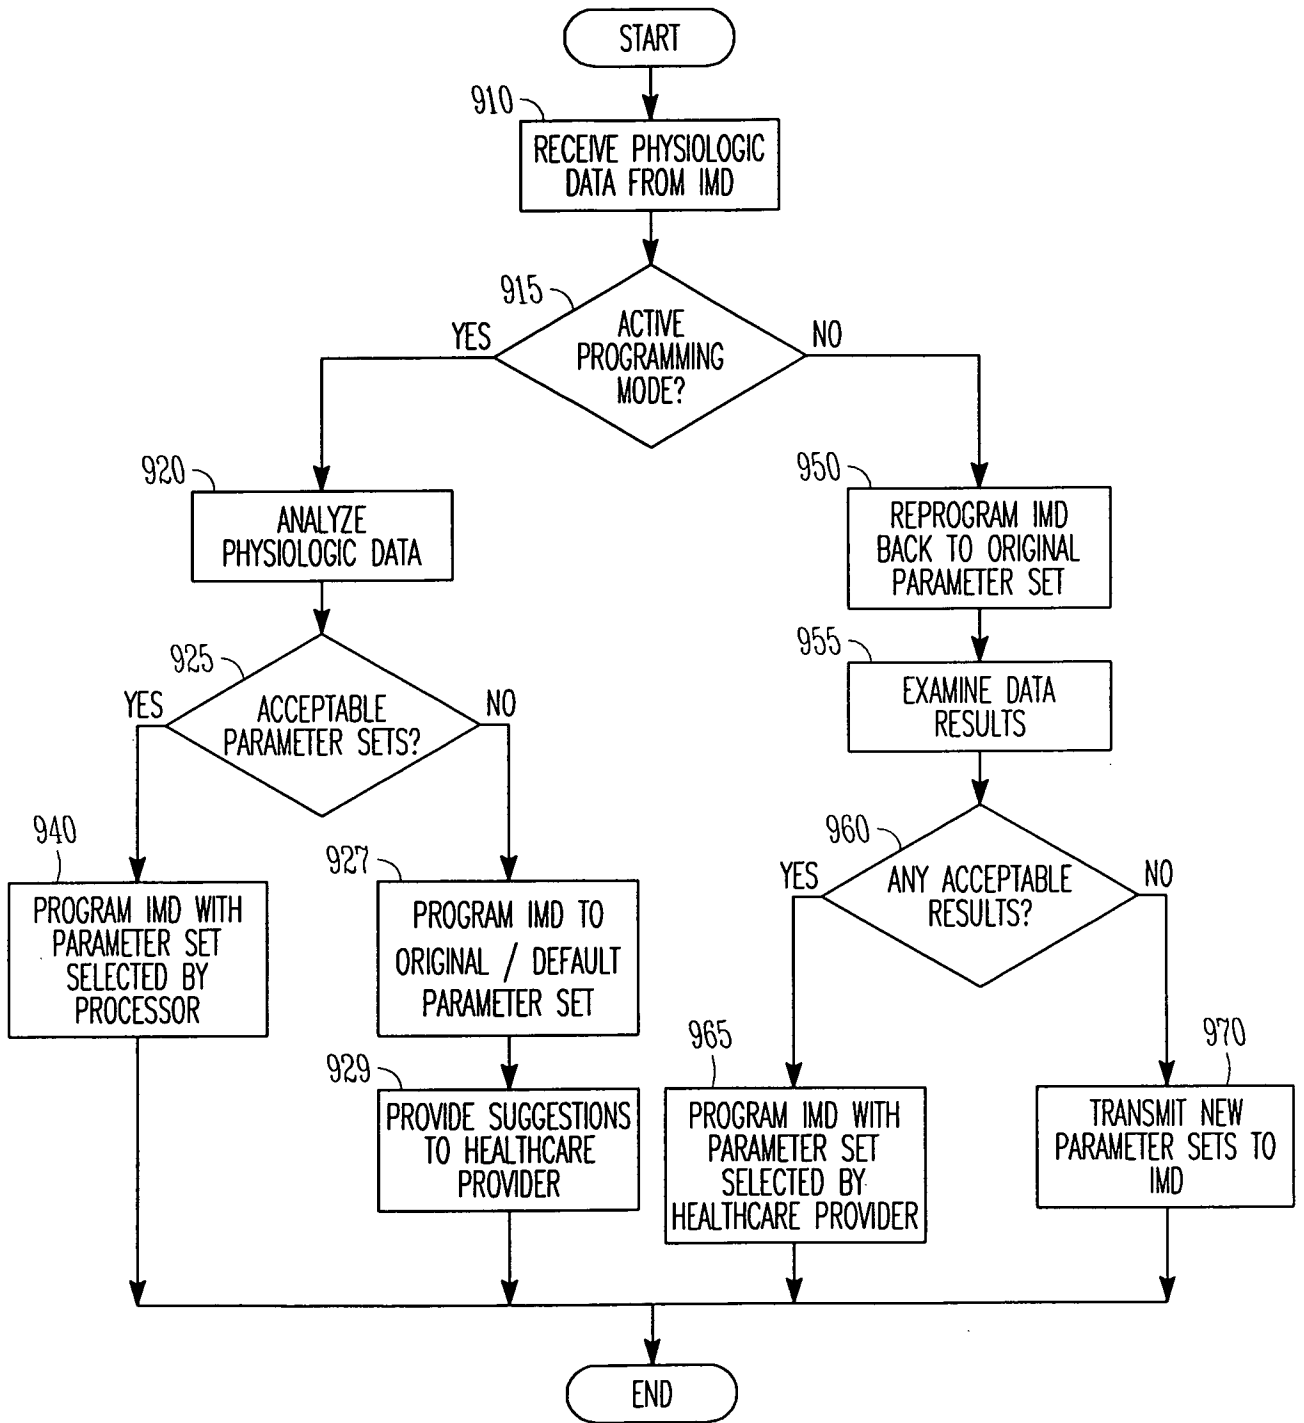 START
910
RECEIVE PHYSIOLOGIC
DATA FROM IMD
915
ACTIVE
PROGRAMMING
MODE?
YES
NO
920
ANALYZE
PHYSIOLOGIC DATA
950
REPROGRAM IMD
BACK TO ORIGINAL
PARAMETER SET
925
ACCEPTABLE
PARAMETER SETS?
YES
NO
955
EXAMINE DATA
RESULTS
940
PROGRAM IMD WITH
PARAMETER SET
SELECTED BY
PROCESSOR
927
PROGRAM IMD TO
ORIGINAL / DEFAULT
PARAMETER SET
960
ANY ACCEPTABLE
RESULTS?
YES
NO
929
PROVIDE SUGGESTIONS
TO HEALTHCARE
PROVIDER
965
PROGRAM IMD WITH
PARAMETER SET
SELECTED BY
HEALTHCARE PROVIDER
970
TRANSMIT NEW
PARAMETER SETS TO
IMD
END